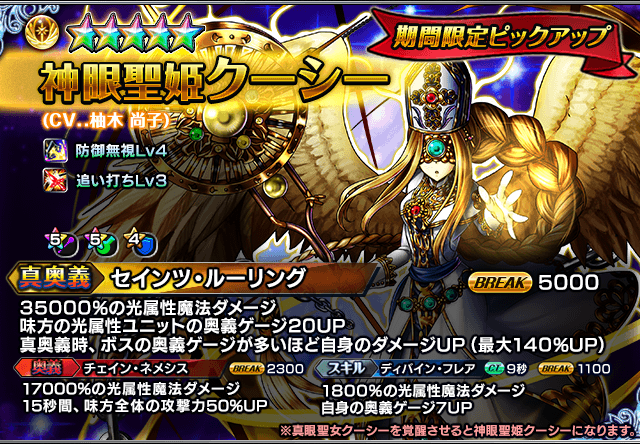 期間限定ピックアップ
神眼聖姫クーシー
(CV..柚木 尚子)
防御無視Lv4
追い打ちLv3
5 5 4
真奥義 セインツ・ルーリング BREAK 5000
35000%の光属性魔法ダメージ
味方の光属性ユニットの奥義ゲージ20UP
真奥義時、ボスの奥義ゲージが多いほど自身のダメージUP（最大140%UP）
奥義 チェイン・ネメシス BREAK 2300
17000%の光属性魔法ダメージ
15秒間、味方全体の攻撃力50%UP
スキル ディバイン・フレア CT 9秒 BREAK 1100
1800%の光属性魔法ダメージ
自身の奥義ゲージ7UP
※真眼聖女クーシーを覚醒させると神眼聖姫クーシーになります。